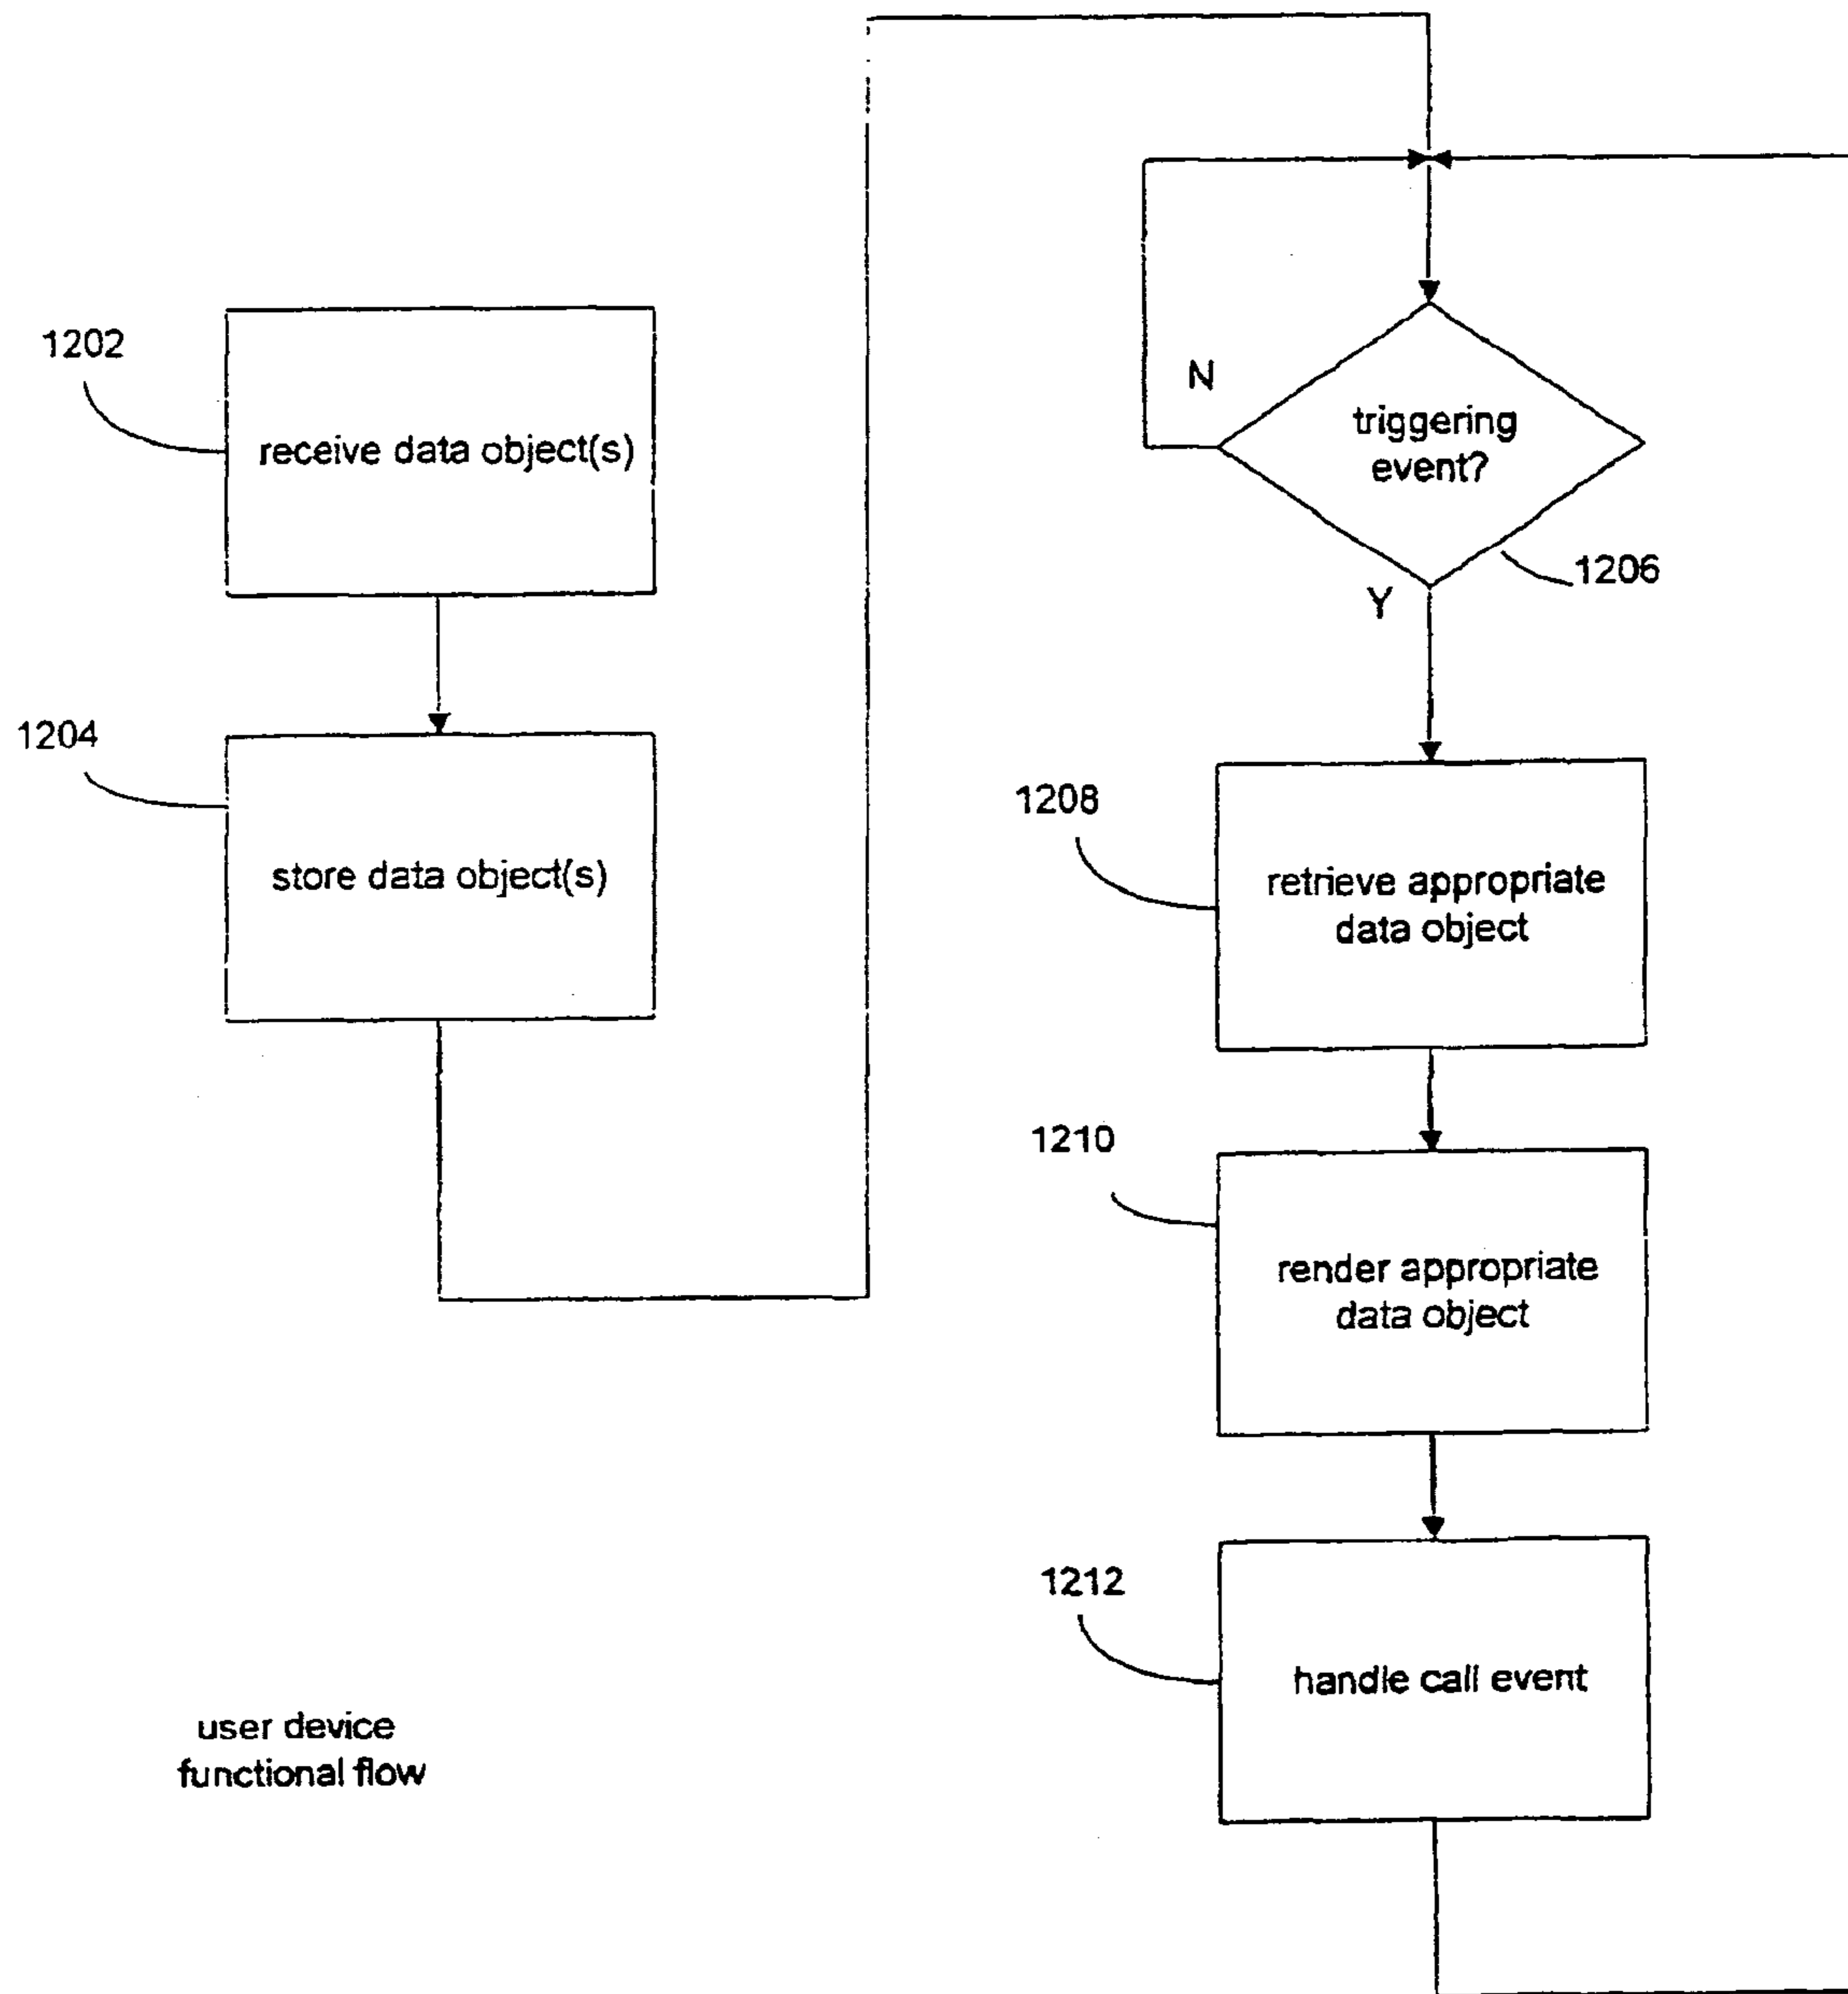 1202
receive data object(s)
1204
store data object(s)
user device
functional flow
N
triggering
event?
1206
Y
1208
retrieve appropriate
data object
1210
render appropriate
data object
1212
handle call event